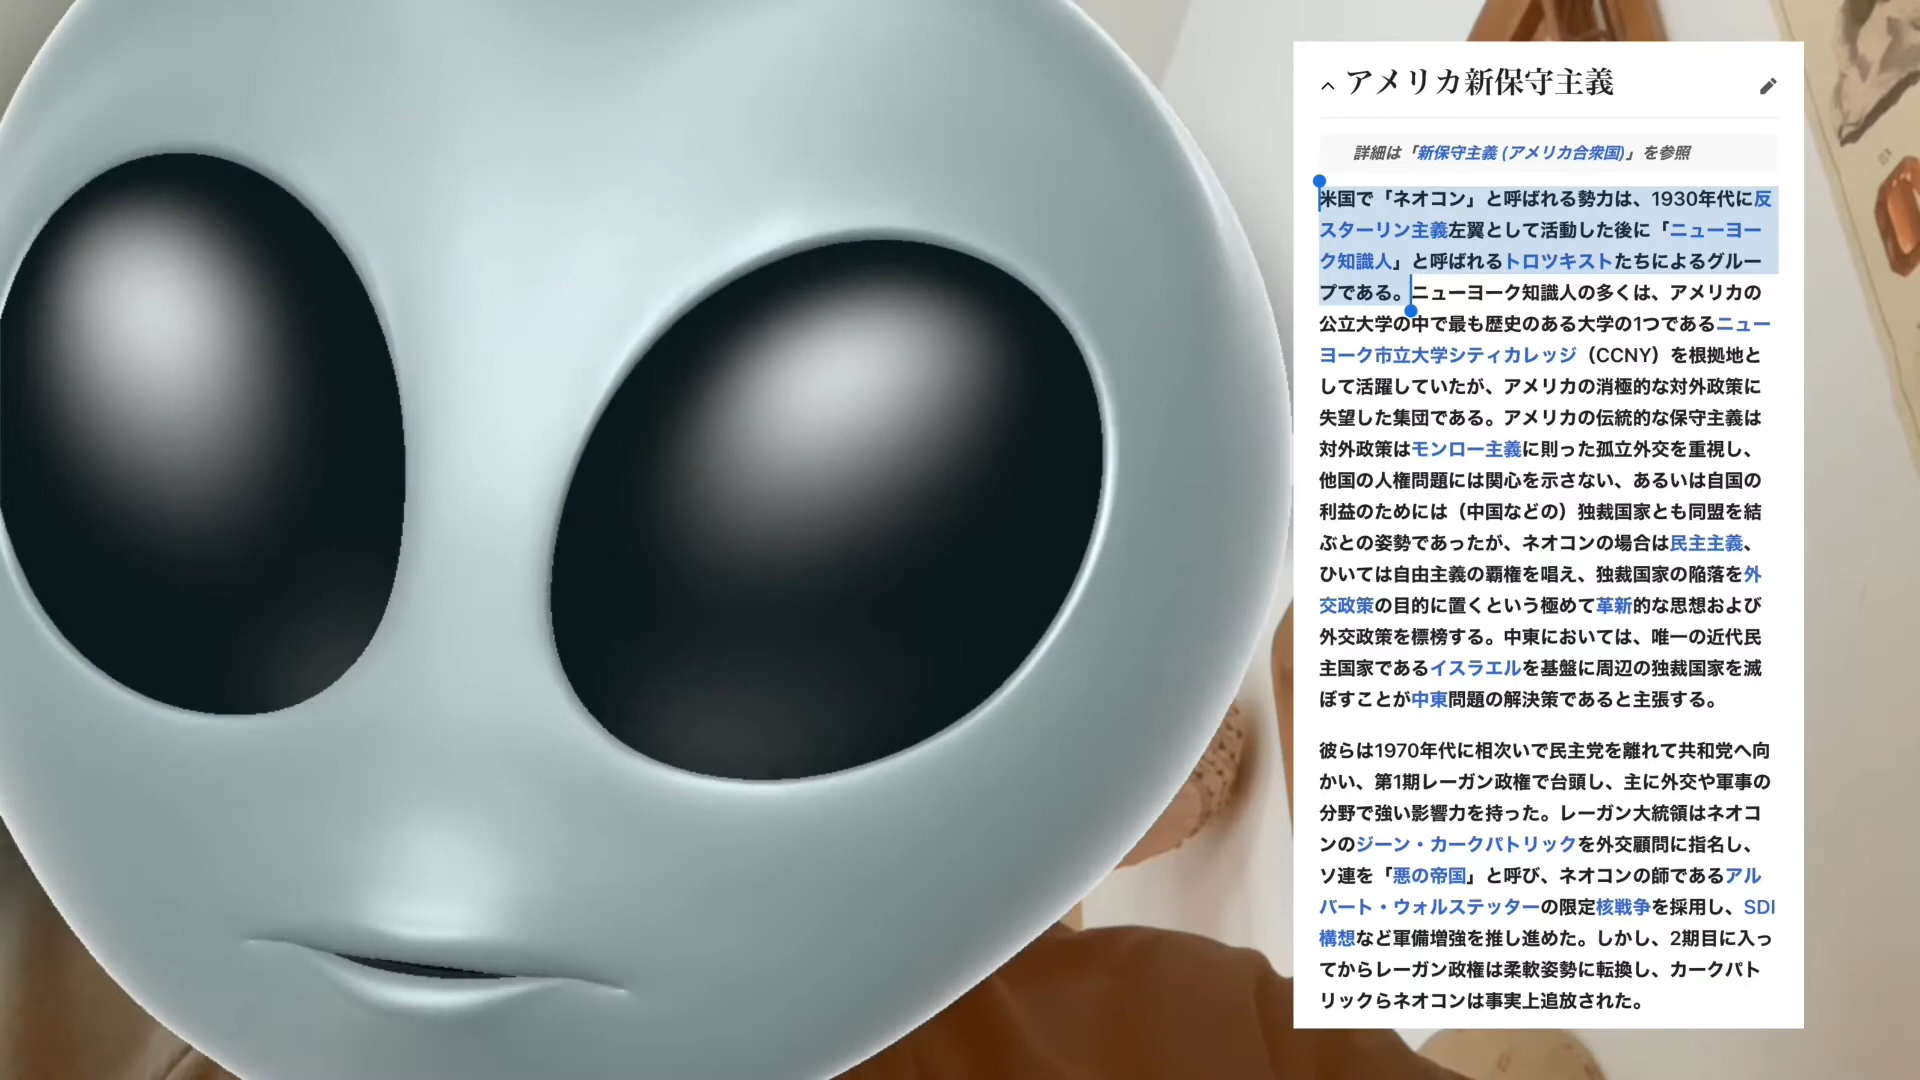 アメリカ新保守主義
詳細は「新保守主義 (アメリカ合衆国)」を参照
米国で「ネオコン」と呼ばれる勢力は、1930年代に反
スターリン主義左翼として活動した後に「ニューヨー
ク知識人」と呼ばれるトロツキストたちによるグルー
プである。ニューヨーク知識人の多くは、アメリカの
公立大学の中で最も歴史のある大学の1つであるニュー
ヨーク市立大学シティカレッジ（CCNY）を根拠地と
して活躍していたが、アメリカの消極的な対外政策に
失望した集団である。アメリカの伝統的な保守主義は
対外政策はモンロー主義に則った孤立外交を重視し、
他国の人権問題には関心を示さない、あるいは自国の
利益のためには（中国などの）独裁国家とも同盟を結
ぶとの姿勢であったが、ネオコンの場合は民主主義、
ひいては自由主義の覇権を唱え、独裁国家の陥落を外
交政策の目的に置くという極めて革新的な思想および
外交政策を標榜する。中東においては、唯一の近代民
主国家であるイスラエルを基盤に周辺の独裁国家を滅
ぼすことが中東問題の解決策であると主張する。
彼らは1970年代に相次いで民主党を離れて共和党へ向
かい、第1期レーガン政権で台頭し、主に外交や軍事の
分野で強い影響力を持った。レーガン大統領はネオコ
ンのジーン・カークパトリックを外交顧問に指名し、
ソ連を「悪の帝国」と呼び、ネオコンの師であるアル
バート・ウォルステッターの限定核戦争を採用し、SDI
構想など軍備増強を推し進めた。しかし、2期目に入っ
てからレーガン政権は柔軟姿勢に転換し、カークパト
リックらネオコンは事実上追放された。